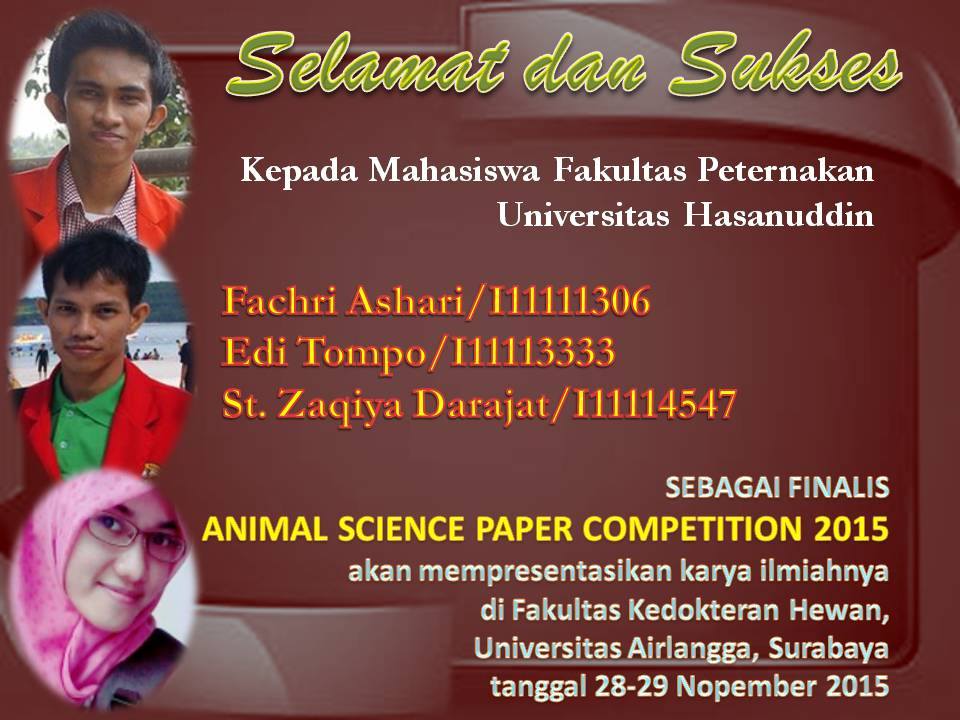 Selamat dan Sukses
Kepada Mahasiswa Fakultas Peternakan
Universitas Hasanuddin
Fachri Ashari/I11111306
Edi Tompo/I11113333
St. Zaqiya Darajat/I11114547
SEBAGAI FINALIS
ANIMAL SCIENCE PAPER COMPETITION 2015
akan mempresentasikan karya ilmiahnya
di Fakultas Kedokteran Hewan,
Universitas Airlangga, Surabaya
tanggal 28-29 Nopember 2015